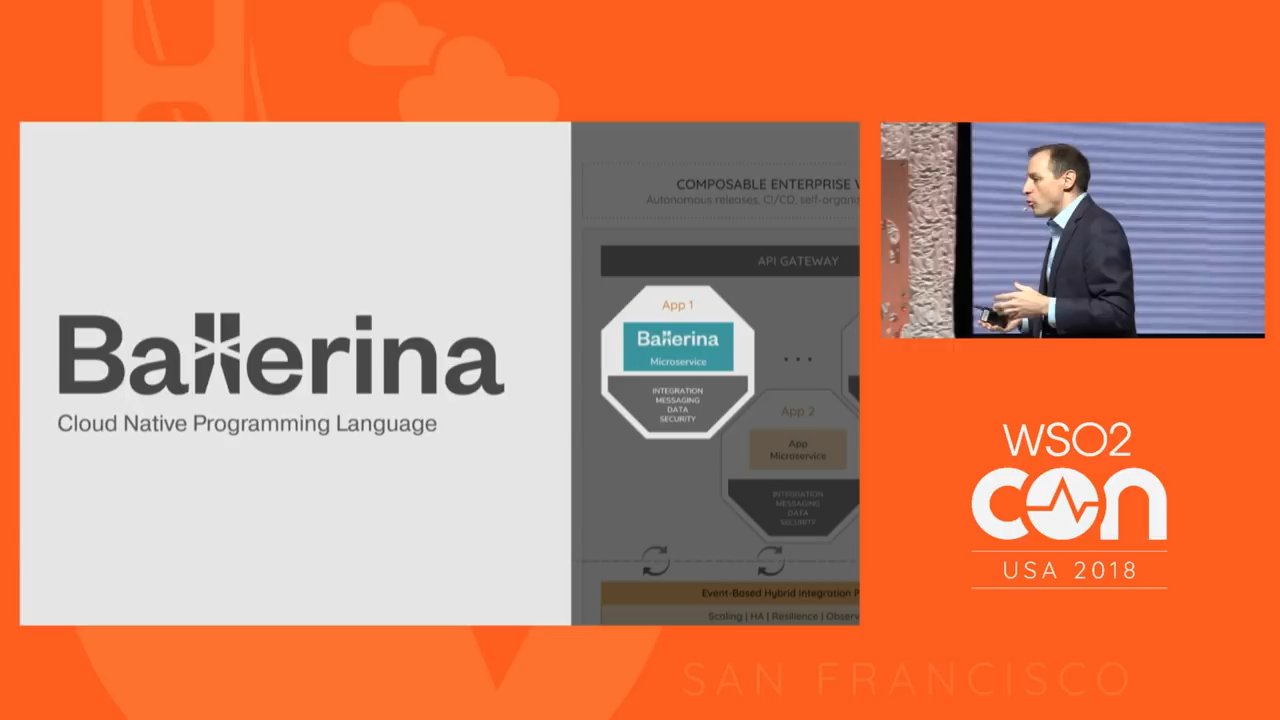 Ballerina
Cloud Native Programming Language
COMPOSABLE ENTERPRISE
Autonomous releases, CI/CD,
API GATEWAY
App 1
Ballerina
Microservice
INTEGRATION
MESSAGING
DATA
SECURITY
...
App 2
App
Microservice
INTEGRATION
MESSAGING
DATA
SECURITY
Event-Based Hybrid Integration P
Scaling | HA | Resilience | Observ
WSO2
con
USA 2018
SAN FRANCISCO